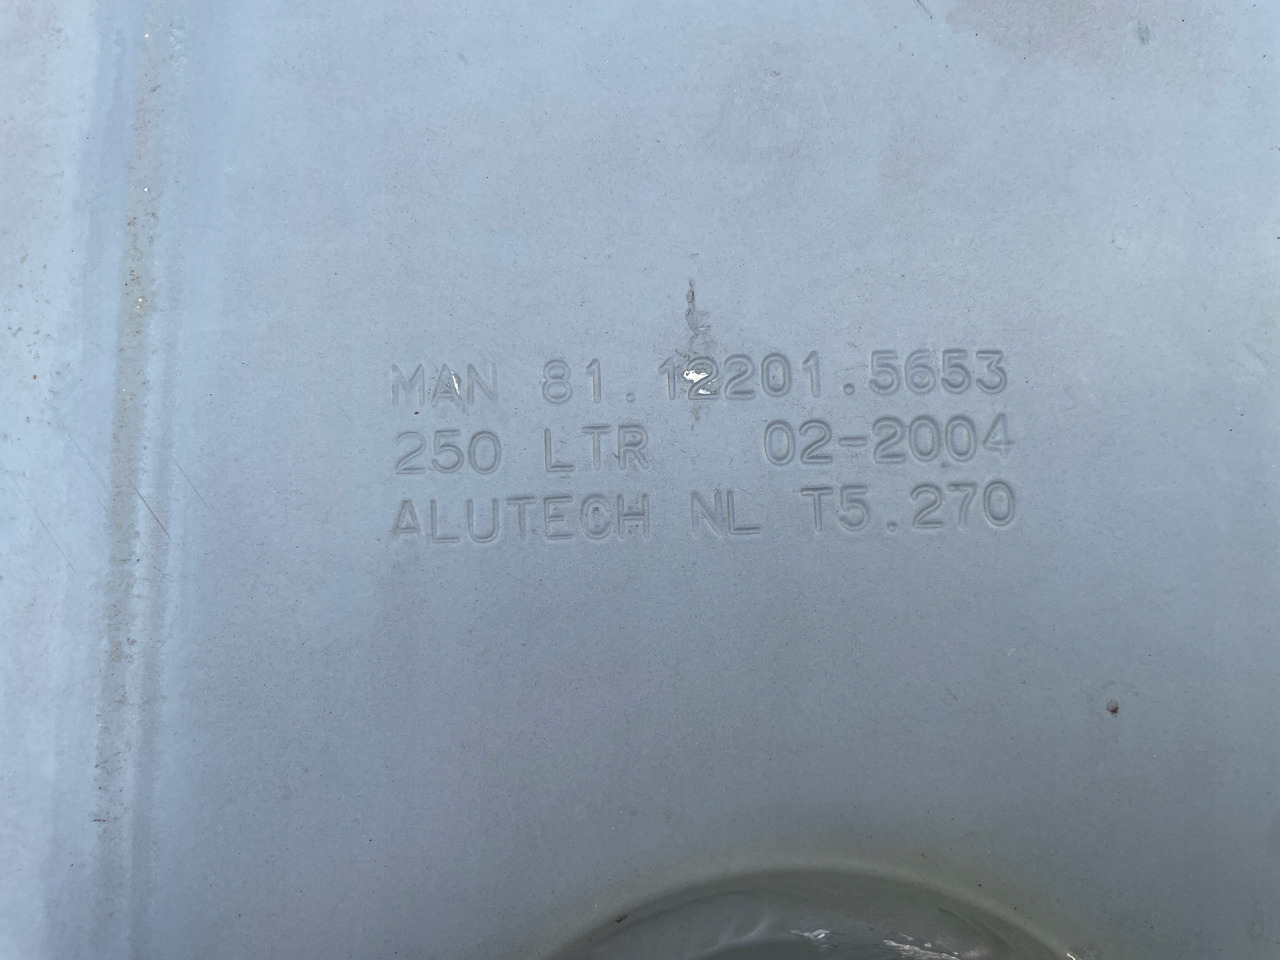 MAN 81.12201.5653
250 LTR 02-2004
ALUTECH NL T5.270